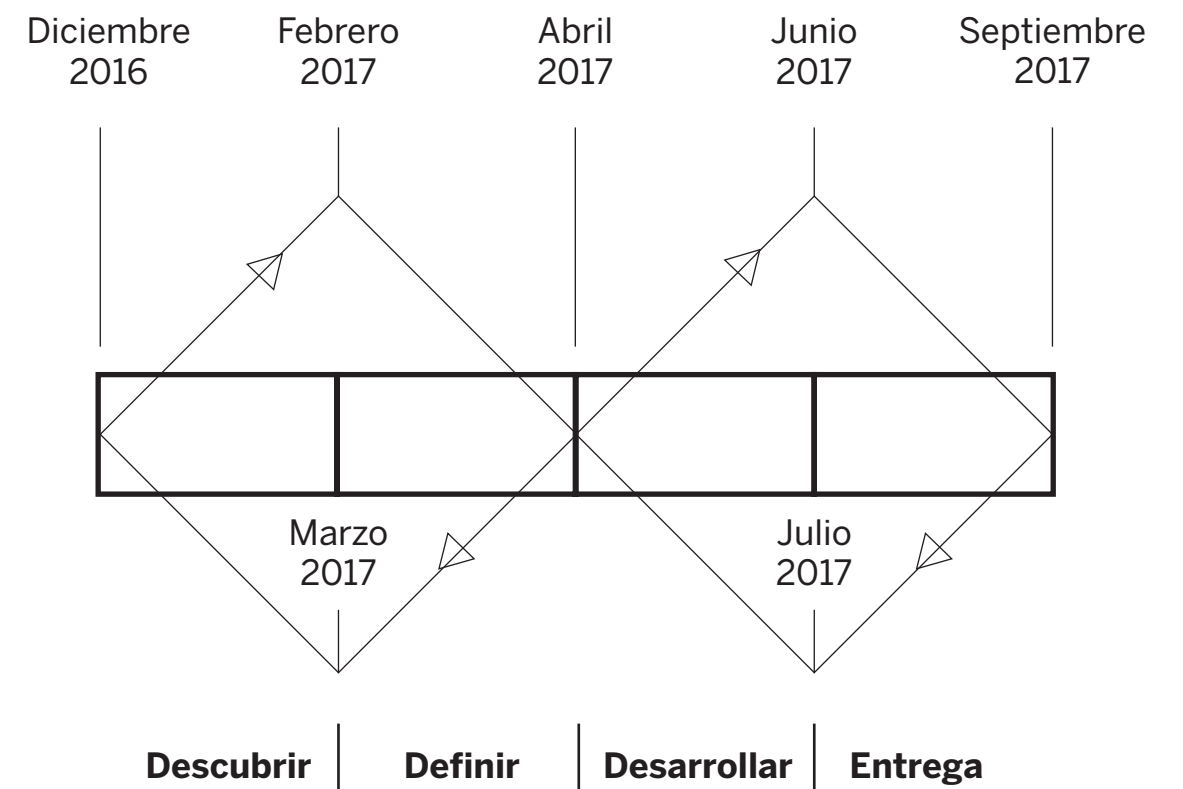 Diciembre
2016
Febrero
2017
Abril
2017
Junio
2017
Septiembre
2017
Marzo
2017
Julio
2017
Descubrir
Definir
Desarrollar
Entrega